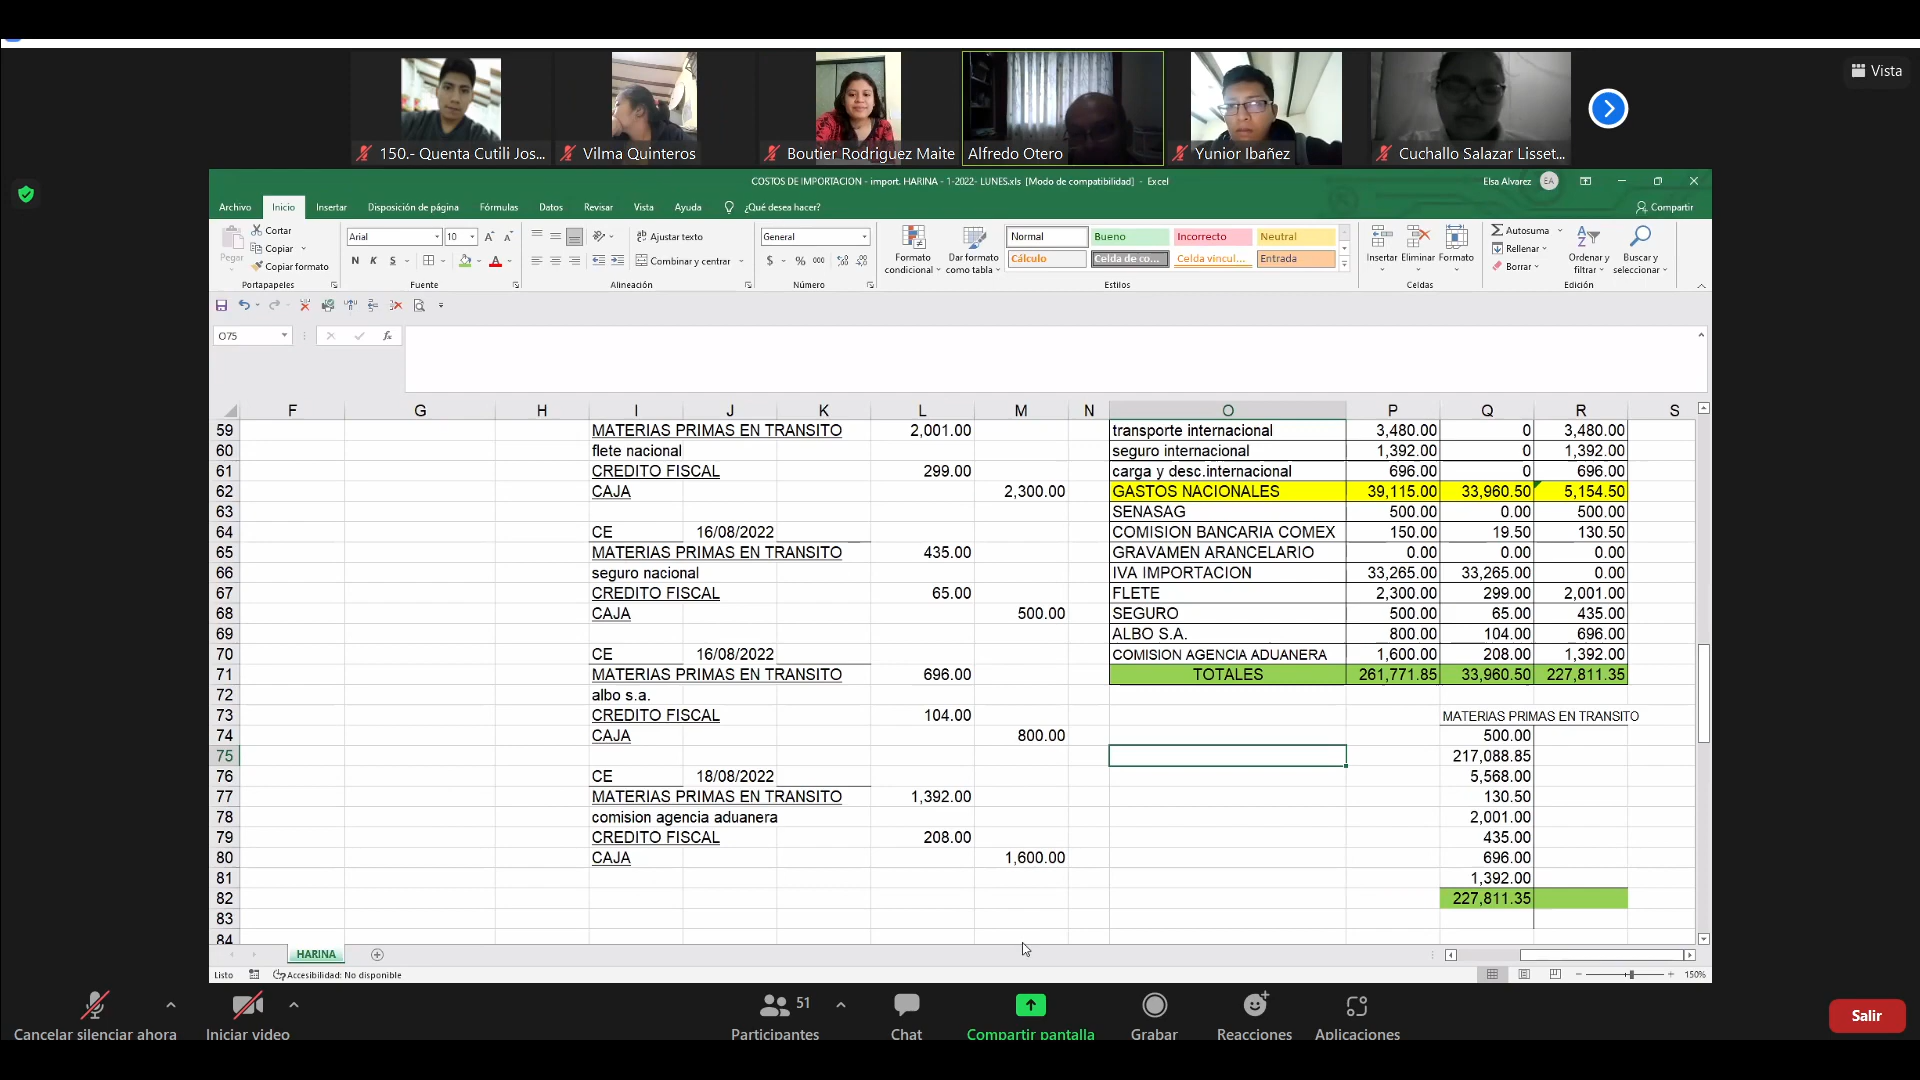 Vista
150.- Quenta Cutili Jos...
Vilma Quinteros
Boutier Rodriguez Maite
Alfredo Otero
Yunior Ibañez
Cuchallo Salazar Lisset...
COSTOS DE IMPORTACION - import. HARINA - 1-2022- LUNES.xls [Modo de compatibilidad] - Excel
Elsa Alvarez EA
Archivo Inicio Insertar Disposición de página Fórmulas Datos Revisar Vista Ayuda ¿Qué desea hacer? Compartir
Pegar
Cortar
Copiar
Copiar formato
Portapapeles
Arial 10
N K S
Fuente
Ajustar texto
Combinar y centrar
Alineación
General
$ % 000
Número
Formato condicional
Dar formato como tabla
Normal Bueno Incorrecto Neutral
Cálculo Celda de co... Celda vincul... Entrada
Estilos
Insertar Eliminar Formato
Celdas
Autosuma
Rellenar
Borrar
Ordenar y filtrar
Buscar y seleccionar
Edición
O75 fx
F G H I J K L M N O P Q R S
59 MATERIAS PRIMAS EN TRANSITO 2,001.00 transporte internacional 3,480.00 0 3,480.00
60 flete nacional seguro internacional 1,392.00 0 1,392.00
61 CREDITO FISCAL 299.00 carga y desc.internacional 696.00 0 696.00
62 CAJA 2,300.00 GASTOS NACIONALES 39,115.00 33,960.50 5,154.50
63 SENASAG 500.00 0.00 500.00
64 CE 16/08/2022 COMISION BANCARIA COMEX 150.00 19.50 130.50
65 MATERIAS PRIMAS EN TRANSITO 435.00 GRAVAMEN ARANCELARIO 0.00 0.00 0.00
66 seguro nacional IVA IMPORTACION 33,265.00 33,265.00 0.00
67 CREDITO FISCAL 65.00 FLETE 2,300.00 299.00 2,001.00
68 CAJA 500.00 SEGURO 500.00 65.00 435.00
69 ALBO S.A. 800.00 104.00 696.00
70 CE 16/08/2022 COMISION AGENCIA ADUANERA 1,600.00 208.00 1,392.00
71 MATERIAS PRIMAS EN TRANSITO 696.00 TOTALES 261,771.85 33,960.50 227,811.35
72 albo s.a.
73 CREDITO FISCAL 104.00 MATERIAS PRIMAS EN TRANSITO
74 CAJA 800.00 500.00
75 217,088.85
76 CE 18/08/2022 5,568.00
77 MATERIAS PRIMAS EN TRANSITO 1,392.00 130.50
78 comision agencia aduanera 2,001.00
79 CREDITO FISCAL 208.00 435.00
80 CAJA 1,600.00 696.00
81 1,392.00
82 227,811.35
83
84
HARINA
Listo Accesibilidad: No disponible 150%
Cancelar silenciar ahora
Iniciar video
51
Participantes
Chat
Compartir pantalla
Grabar
Reacciones
Aplicaciones
Salir